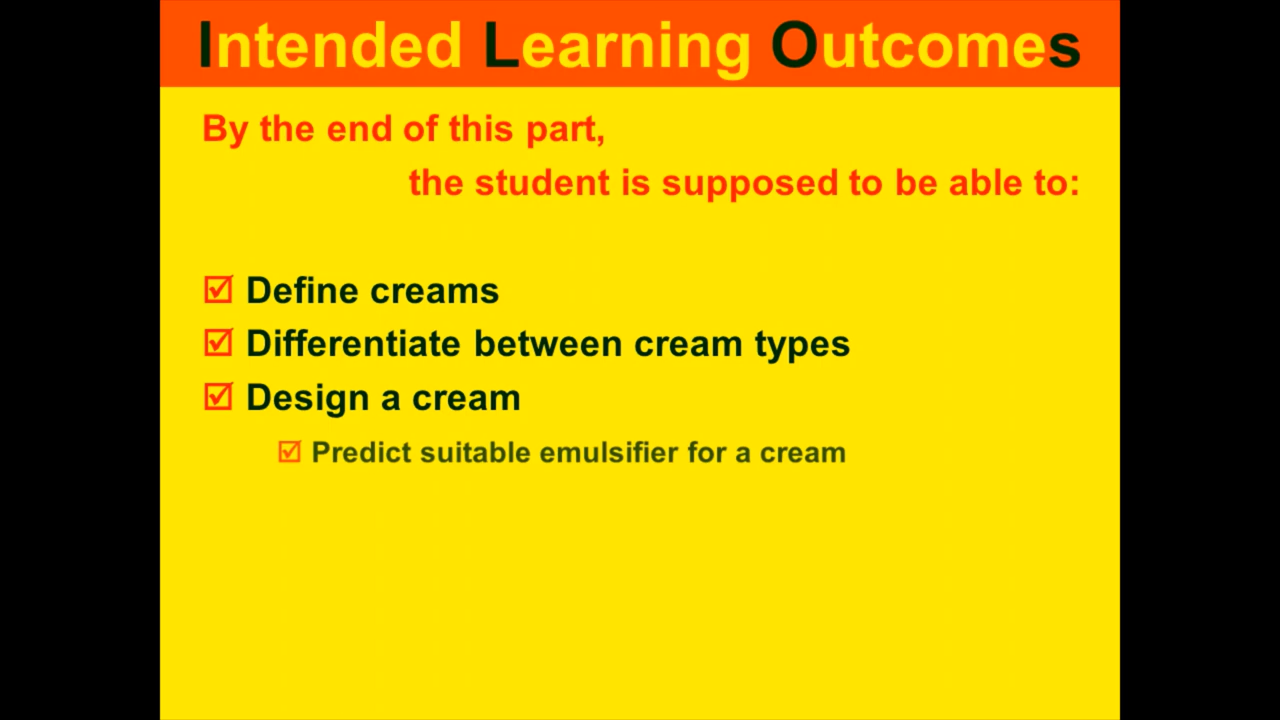 Intended Learning Outcomes
By the end of this part,
the student is supposed to be able to:
☑ Define creams
☑ Differentiate between cream types
☑ Design a cream
☑ Predict suitable emulsifier for a cream